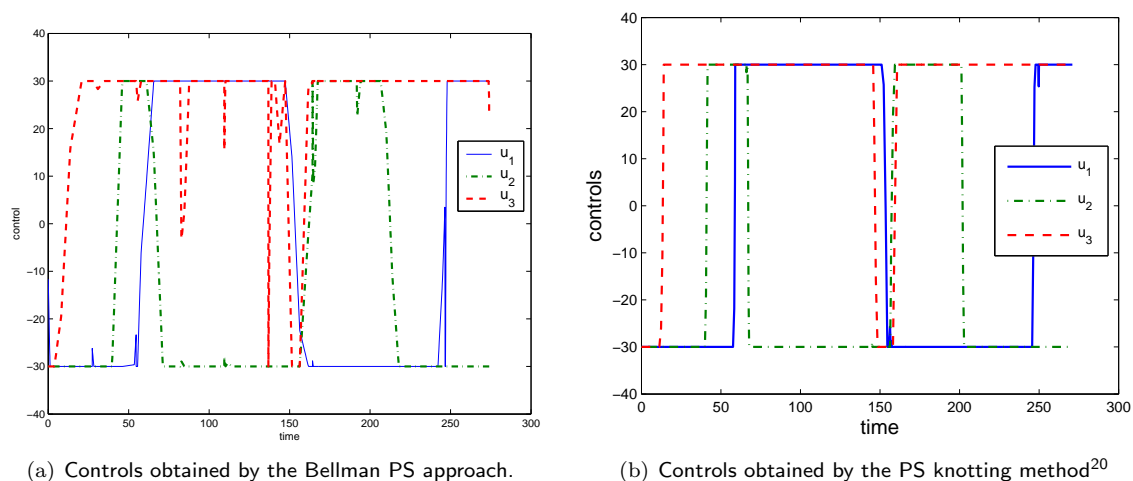 40
30
20
10
0
−10
−20
−30
−40
control
0 50 100 150 200 250 300
time
u1
u2
u3
(a) Controls obtained by the Bellman PS approach.
40
30
20
10
0
−10
−20
−30
−40
controls
0 50 100 150 200 250 300
time
u1
u2
u3
(b) Controls obtained by the PS knotting method20